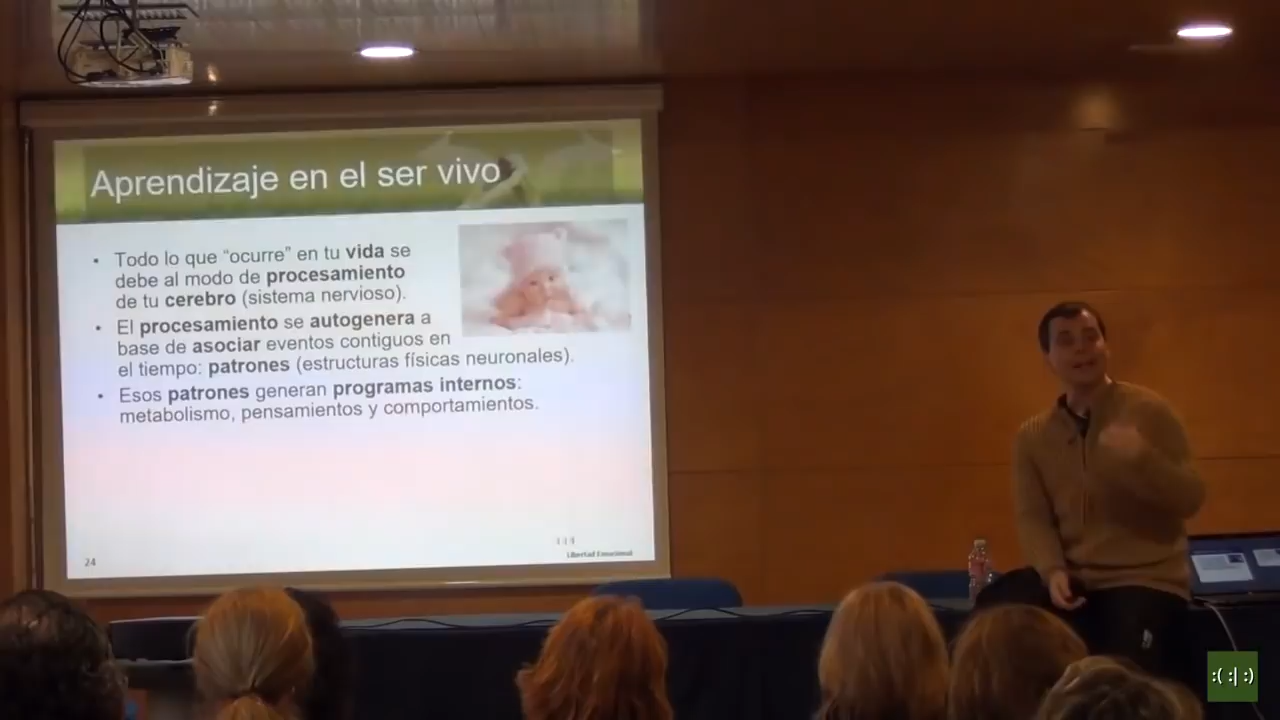 Aprendizaje en el ser vivo
• Todo lo que “ocurre” en tu vida se
debe al modo de procesamiento
de tu cerebro (sistema nervioso).
• El procesamiento se autogenera a
base de asociar eventos contiguos en
el tiempo: patrones (estructuras físicas neuronales).
• Esos patrones generan programas internos:
metabolismo, pensamientos y comportamientos.
24
Libertad Emocional
:( :| :)